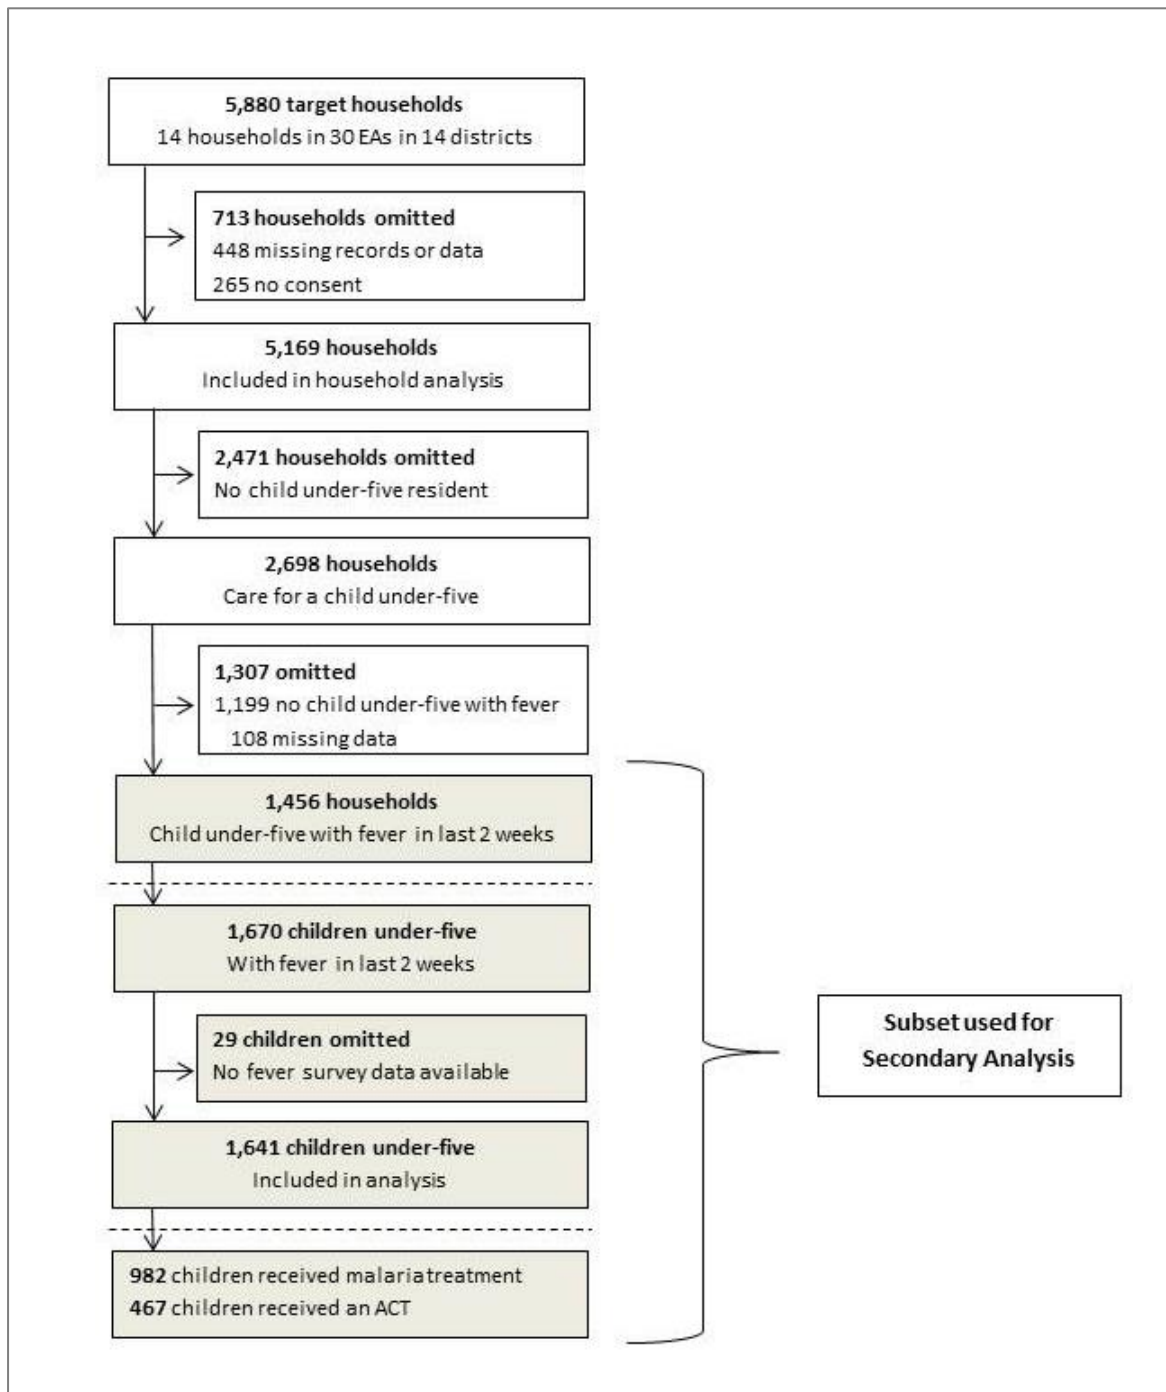 5,880 target households
14 households in 30 EAs in 14 districts
713 households omitted
448 missing records or data
265 no consent
5,169 households
Included in household analysis
2,471 households omitted
No child under-five resident
2,698 households
Care for a child under-five
1,307 omitted
1,199 no child under-five with fever
108 missing data
1,456 households
Child under-five with fever in last 2 weeks
1,670 children under-five
With fever in last 2 weeks
29 children omitted
No fever survey data available
1,641 children under-five
Included in analysis
982 children received malaria treatment
467 children received an ACT
Subset used for
Secondary Analysis